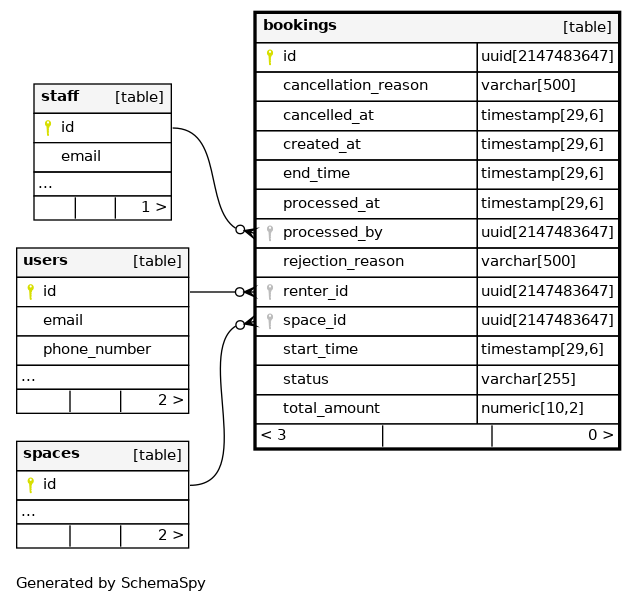 bookings [table]
id uuid[2147483647]
cancellation_reason varchar[500]
cancelled_at timestamp[29,6]
created_at timestamp[29,6]
end_time timestamp[29,6]
processed_at timestamp[29,6]
processed_by uuid[2147483647]
rejection_reason varchar[500]
renter_id uuid[2147483647]
space_id uuid[2147483647]
start_time timestamp[29,6]
status varchar[255]
total_amount numeric[10,2]
< 3 0 >
staff [table]
id
email
...
1 >
users [table]
id
email
phone_number
...
2 >
spaces [table]
id
...
2 >
Generated by SchemaSpy